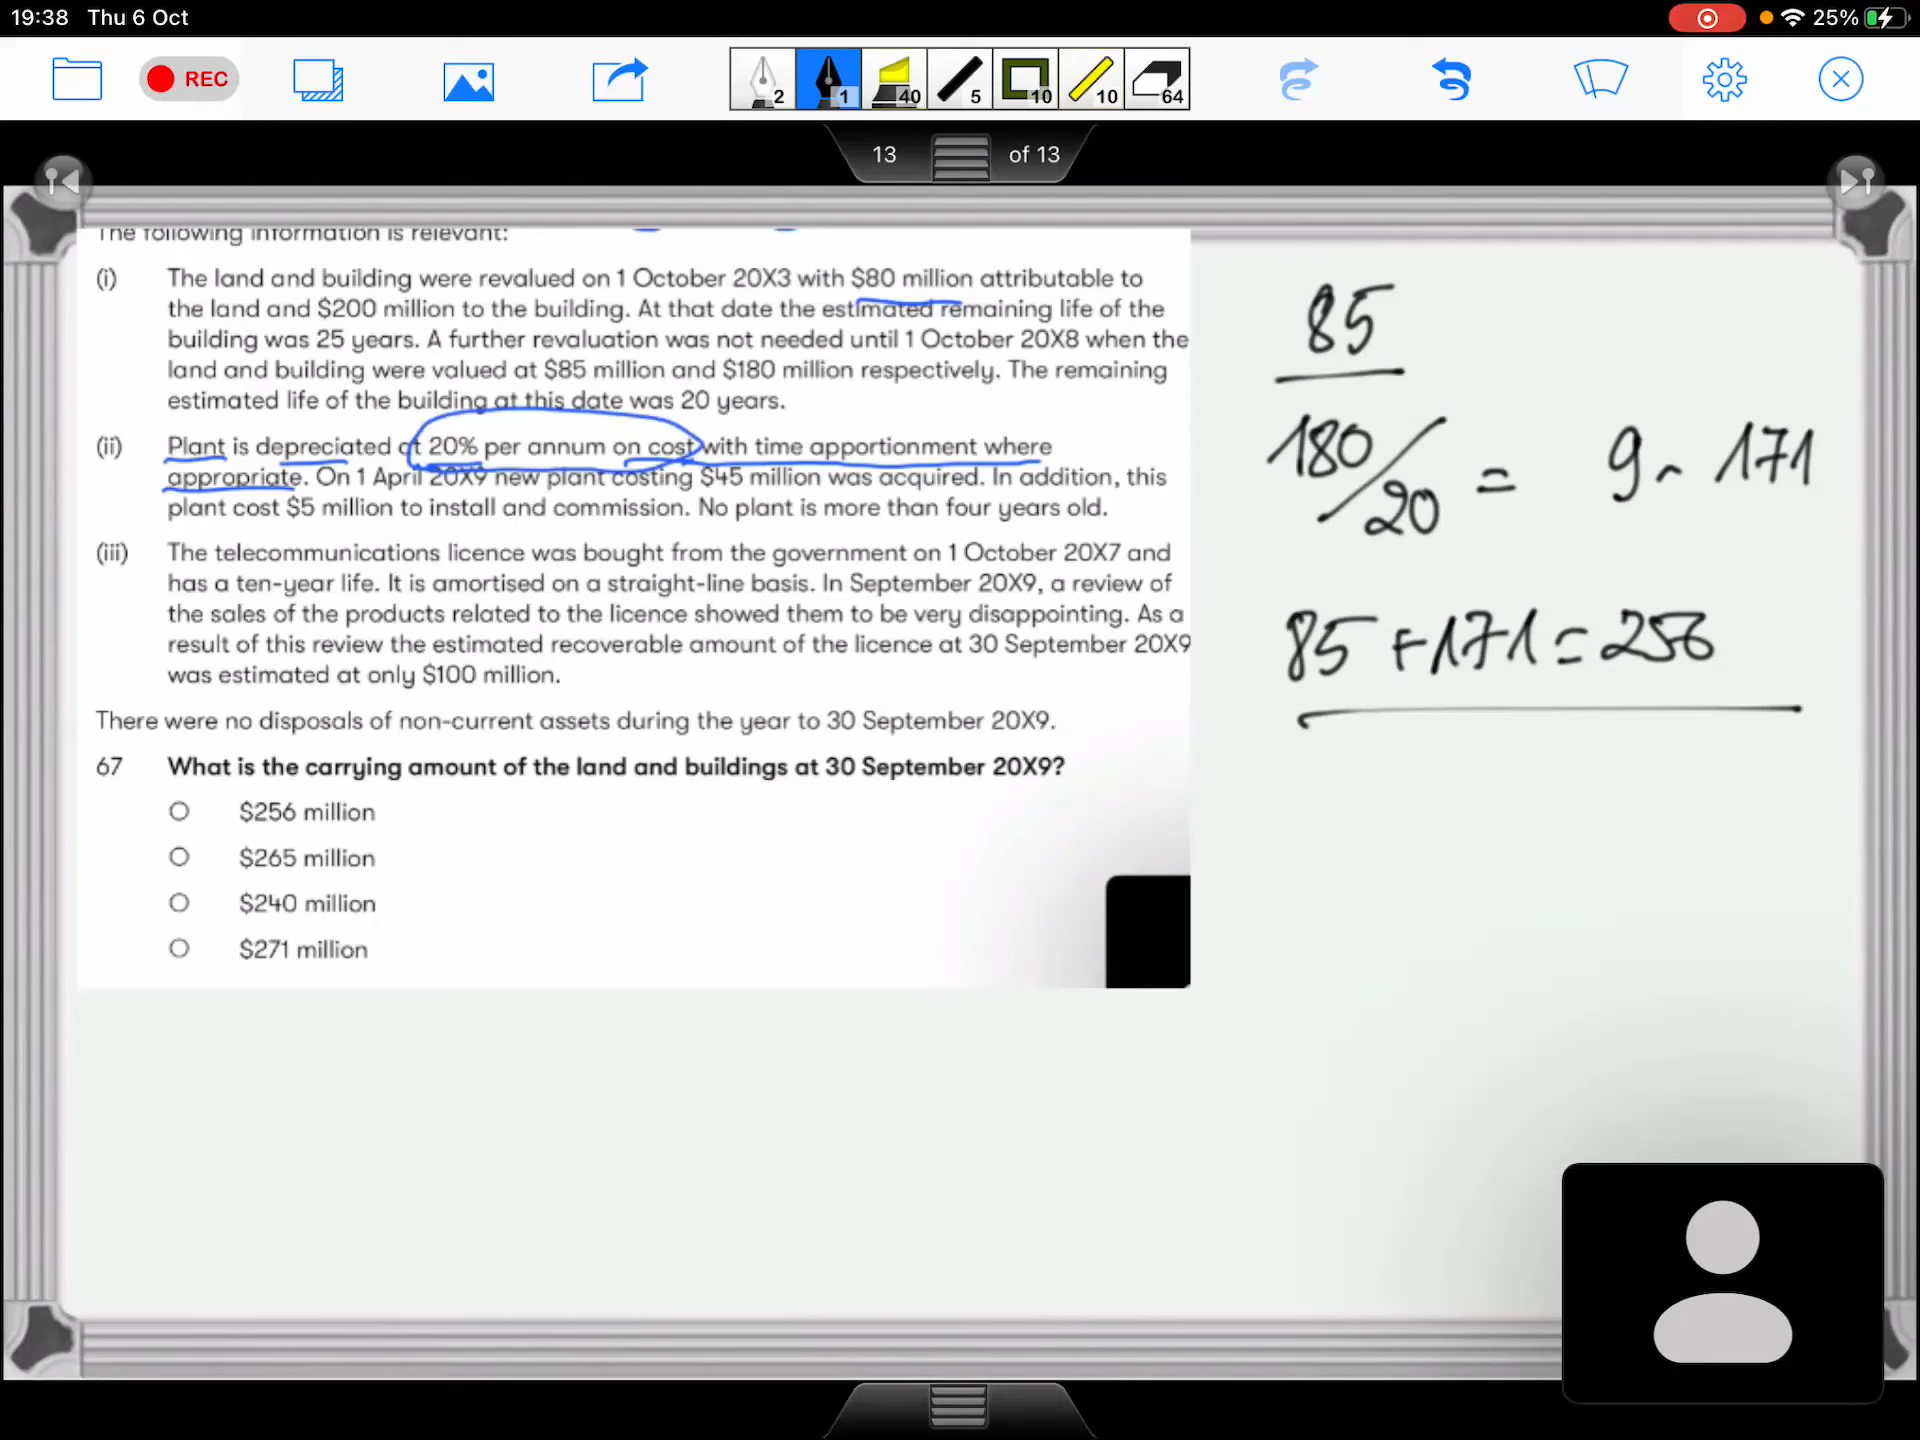 19:38 Thu 6 Oct
25%
REC
2
1
40
5
10
10
64
13 of 13
The following information is relevant:
(i) The land and building were revalued on 1 October 20X3 with $80 million attributable to
the land and $200 million to the building. At that date the estimated remaining life of the
building was 25 years. A further revaluation was not needed until 1 October 20X8 when the
land and building were valued at $85 million and $180 million respectively. The remaining
estimated life of the building at this date was 20 years.
(ii) Plant is depreciated at 20% per annum on cost with time apportionment where
appropriate. On 1 April 20X9 new plant costing $45 million was acquired. In addition, this
plant cost $5 million to install and commission. No plant is more than four years old.
(iii) The telecommunications licence was bought from the government on 1 October 20X7 and
has a ten-year life. It is amortised on a straight-line basis. In September 20X9, a review of
the sales of the products related to the licence showed them to be very disappointing. As a
result of this review the estimated recoverable amount of the licence at 30 September 20X9
was estimated at only $100 million.
There were no disposals of non-current assets during the year to 30 September 20X9.
67 What is the carrying amount of the land and buildings at 30 September 20X9?
$256 million
$265 million
$240 million
$271 million
85
180/20 = 9 ~ 171
85 + 171 = 256